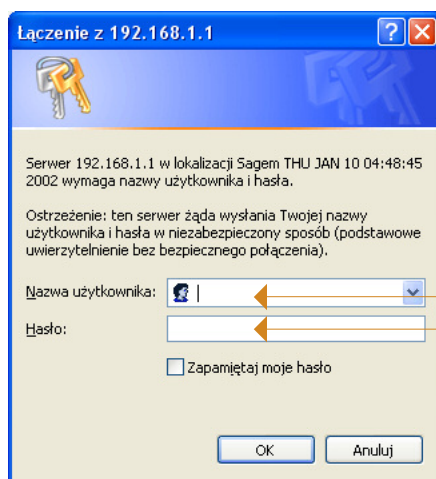 Łączenie z 192.168.1.1
Serwer 192.168.1.1 w lokalizacji Sagem THU JAN 10 04:48:45
2002 wymaga nazwy użytkownika i hasła.
Ostrzeżenie: ten serwer żąda wysłania Twojej nazwy
użytkownika i hasła w niezabezpieczony sposób (podstawowe
uwierzytelnienie bez bezpiecznego połączenia).
Nazwa użytkownika:
Hasło:
Zapamiętaj moje hasło
OK Anuluj